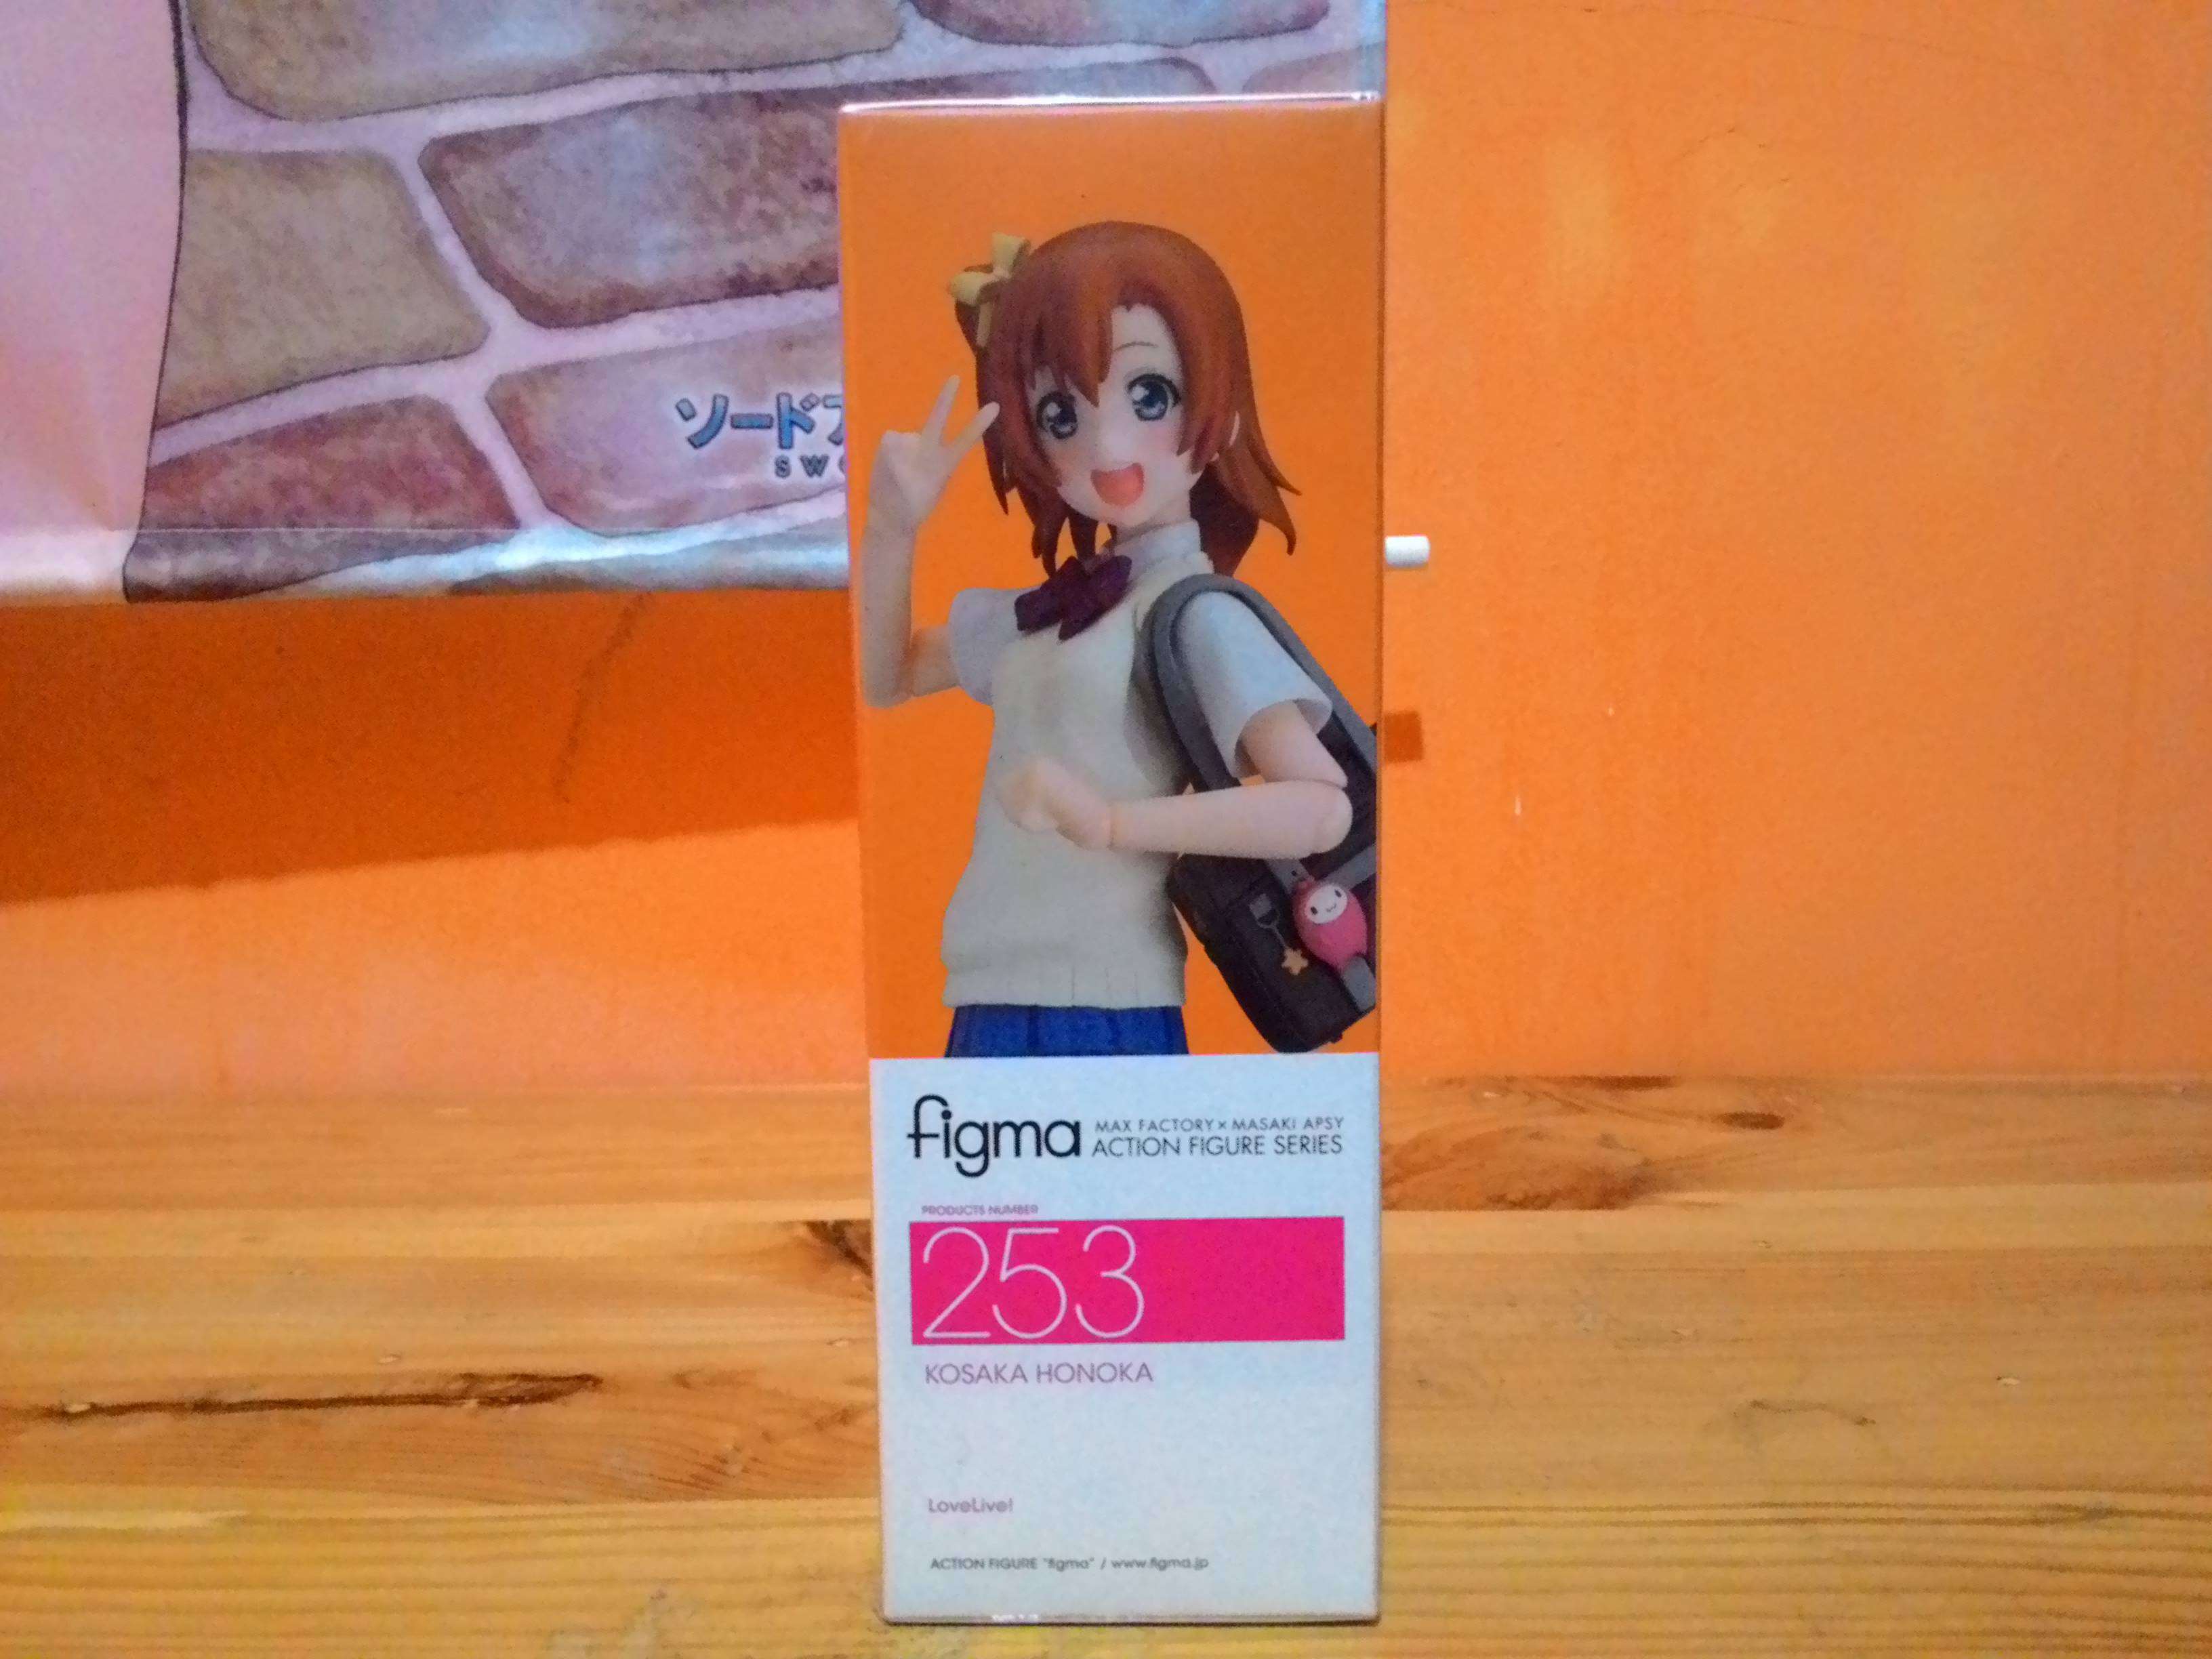 ソード
SW
figma
MAX FACTORY × MASAKI APSY
ACTION FIGURE SERIES
PRODUCTS NUMBER
253
KOSAKA HONOKA
LoveLive!
ACTION FIGURE "figma" / www.figma.jp